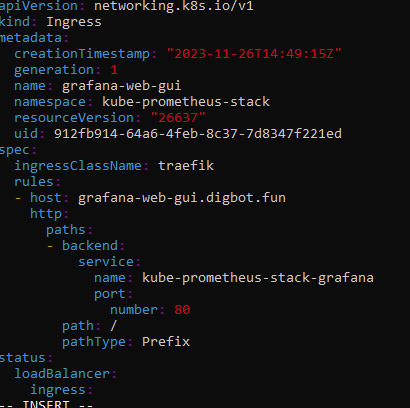 apiVersion: networking.k8s.io/v1
kind: Ingress
metadata:
  creationTimestamp: "2023-11-26T14:49:15Z"
  generation: 1
  name: grafana-web-gui
  namespace: kube-prometheus-stack
  resourceVersion: "26637"
  uid: 912fb914-64a6-4feb-8c37-7d8347f221ed
spec:
  ingressClassName: traefik
  rules:
  - host: grafana-web-gui.digbot.fun
    http:
      paths:
      - backend:
          service:
            name: kube-prometheus-stack-grafana
            port:
              number: 80
        path: /
        pathType: Prefix
status:
  loadBalancer:
    ingress:
-- INSERT --